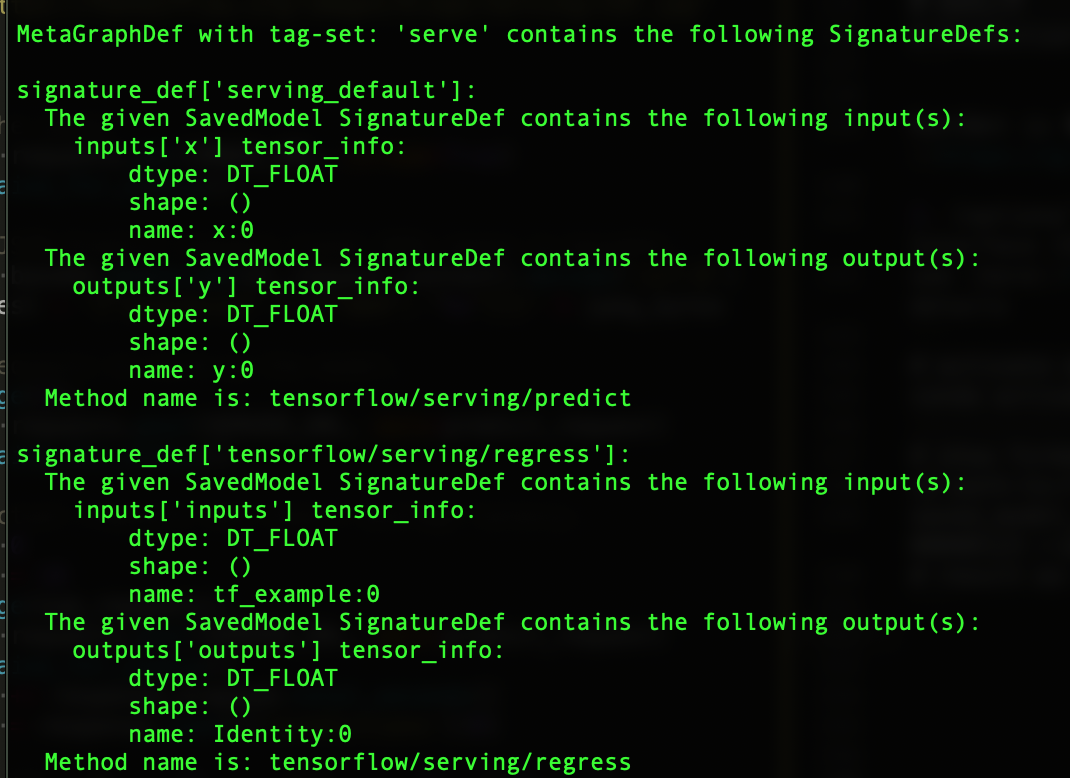 MetaGraphDef with tag-set: 'serve' contains the following SignatureDefs:

signature_def['serving_default']:
  The given SavedModel SignatureDef contains the following input(s):
    inputs['x'] tensor_info:
        dtype: DT_FLOAT
        shape: ()
        name: x:0
  The given SavedModel SignatureDef contains the following output(s):
    outputs['y'] tensor_info:
        dtype: DT_FLOAT
        shape: ()
        name: y:0
  Method name is: tensorflow/serving/predict

signature_def['tensorflow/serving/regress']:
  The given SavedModel SignatureDef contains the following input(s):
    inputs['inputs'] tensor_info:
        dtype: DT_FLOAT
        shape: ()
        name: tf_example:0
  The given SavedModel SignatureDef contains the following output(s):
    outputs['outputs'] tensor_info:
        dtype: DT_FLOAT
        shape: ()
        name: Identity:0
  Method name is: tensorflow/serving/regress